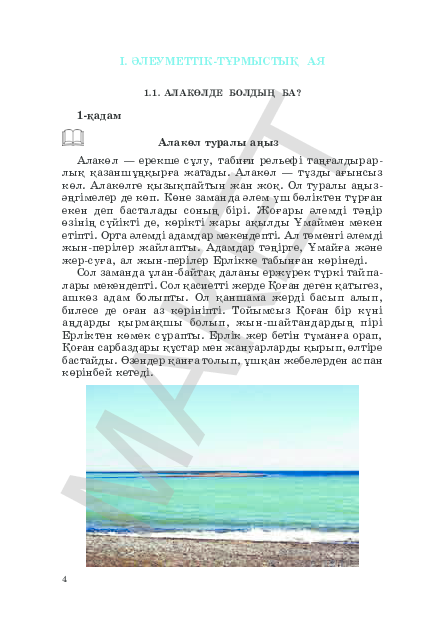 I. ӘЛЕУМЕТТІК-ТҰРМЫСТЫҚ АЯ
1.1. АЛАКӨЛДЕ БОЛДЫҢ БА?
1-қадам
Алакөл туралы аңыз
Алакөл — ерекше сұлу, табиғи рельефі таңғалдырар-
лық қазаншұңқырға жатады. Алакөл — тұзды ағынсыз
көл. Алакөлге қызықпайтын жан жоқ. Ол туралы аңыз-
әңгімелер де көп. Көне заманда әлем үш бөліктен тұрған
екен деп басталады соның бірі. Жоғары әлемді тәңір
өзінің сүйікті де, көрікті жары ақылды Ұмаймен мекен
етіпті. Орта әлемді адамдар мекендепті. Ал төменгі әлемді
жын-перілер жайлапты. Адамдар тәңірге, Ұмайға және
жер-суға, ал жын-перілер Ерлікке табынған көрінеді.
Сол заманда ұлан-байтақ даланы ержүрек түркі тайпа-
лары мекендепті. Сол қасиетті жерде Қоған деген қатыгез,
ашкөз адам болыпты. Ол қаншама жерді басып алып,
билесе де оған аз көрініпті. Тойымсыз Қоған бір күні
аңдарды қырмақшы болып, жын-шайтандардың пірі
Ерліктен көмек сұрапты. Ерлік жер бетін тұманға орап,
Қоған сарбаздары құстар мен жануарларды қырып, өлтіре
бастайды. Өзендер қанға толып, ұшқан жебелерден аспан
көрінбей кетеді.
МАКЕТ
4